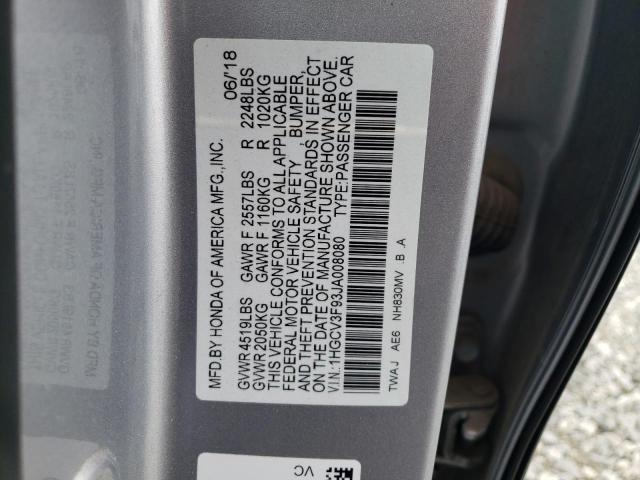 MFD.BY HONDA OF AMERICA MFG.,INC. 06/18
GVWR 4519LBS GAWR F 2557LBS R 2248LBS
GVWR 2050KG GAWR F 1160KG R 1020KG
THIS VEHICLE CONFORMS TO ALL APPLICABLE
FEDERAL MOTOR VEHICLE SAFETY , BUMPER,
AND THEFT PREVENTION STANDARDS IN EFFECT
ON THE DATE OF MANUFACTURE SHOWN ABOVE.
V.I.N.:1HGCV3F93JA008080 TYPE:PASSENGER CAR
TWAJ AE6 NH830MV .B .A
VC